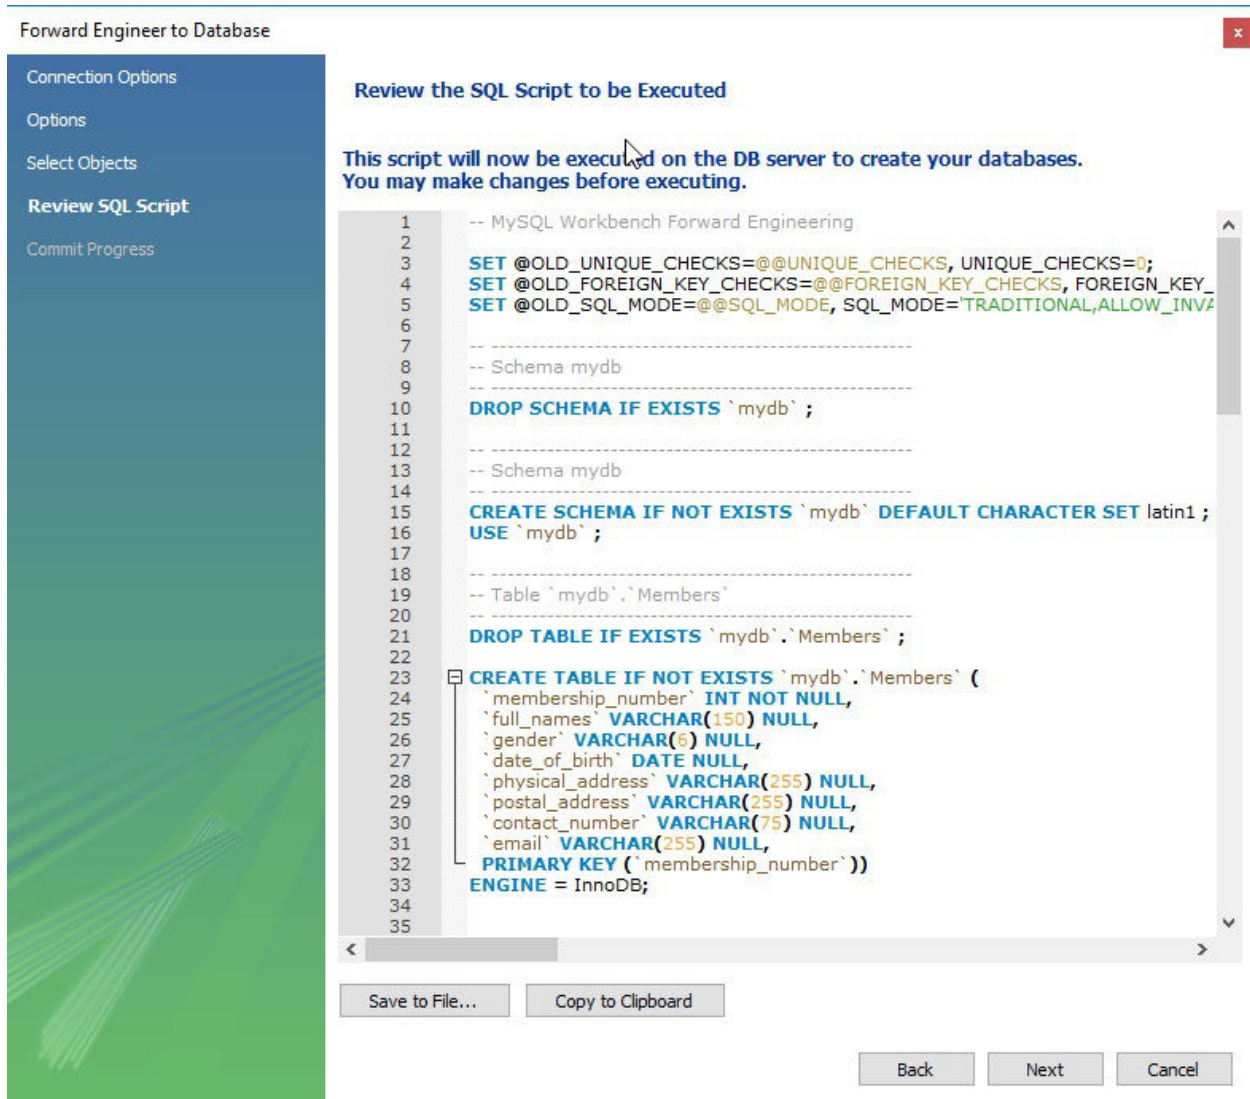 Forward Engineer to Database
x
Connection Options
Options
Select Objects
Review SQL Script
Commit Progress
Review the SQL Script to be Executed
This script will now be executed on the DB server to create your databases.
You may make changes before executing.
1 -- MySQL Workbench Forward Engineering
2
3 SET @OLD_UNIQUE_CHECKS=@@UNIQUE_CHECKS, UNIQUE_CHECKS=0;
4 SET @OLD_FOREIGN_KEY_CHECKS=@@FOREIGN_KEY_CHECKS, FOREIGN_KEY_
5 SET @OLD_SQL_MODE=@@SQL_MODE, SQL_MODE='TRADITIONAL,ALLOW_INVA
6
7 -- -----------------------------------------------------
8 -- Schema mydb
9 -- -----------------------------------------------------
10 DROP SCHEMA IF EXISTS `mydb` ;
11
12 -- -----------------------------------------------------
13 -- Schema mydb
14 -- -----------------------------------------------------
15 CREATE SCHEMA IF NOT EXISTS `mydb` DEFAULT CHARACTER SET latin1 ;
16 USE `mydb` ;
17
18 -- -----------------------------------------------------
19 -- Table `mydb`.`Members`
20 -- -----------------------------------------------------
21 DROP TABLE IF EXISTS `mydb`.`Members` ;
22
23 CREATE TABLE IF NOT EXISTS `mydb`.`Members` (
24 `membership_number` INT NOT NULL,
25 `full_names` VARCHAR(150) NULL,
26 `gender` VARCHAR(6) NULL,
27 `date_of_birth` DATE NULL,
28 `physical_address` VARCHAR(255) NULL,
29 `postal_address` VARCHAR(255) NULL,
30 `contact_number` VARCHAR(75) NULL,
31 `email` VARCHAR(255) NULL,
32 PRIMARY KEY (`membership_number`))
33 ENGINE = InnoDB;
34
35
Save to File... Copy to Clipboard
Back Next Cancel